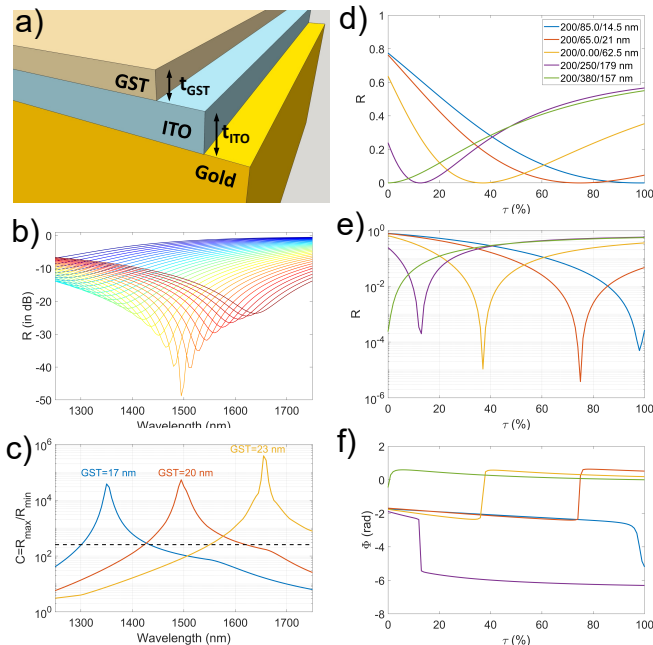 a)
GST
t_GST
ITO
t_ITO
Gold
b)
0
-10
-20
-30
-40
-50
R (in dB)
1300
1400
1500
1600
1700
Wavelength (nm)
c)
10^6
10^4
10^2
10^0
C=R_max/R_min
GST=17 nm
GST=20 nm
GST=23 nm
1300
1400
1500
1600
1700
Wavelength (nm)
d)
1
0.8
0.6
0.4
0.2
0
R
200/85.0/14.5 nm
200/65.0/21 nm
200/0.00/62.5 nm
200/250/179 nm
200/380/157 nm
0
20
40
60
80
100
τ (%)
e)
10^0
10^-2
10^-4
10^-6
R
0
20
40
60
80
100
τ (%)
f)
2
0
-2
-4
-6
-8
Φ (rad)
0
20
40
60
80
100
τ (%)